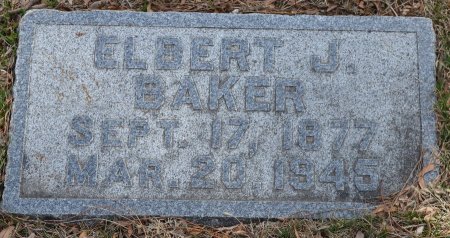 ELBERT J.
BAKER
SEPT. 17, 1877
MAR. 20, 1945